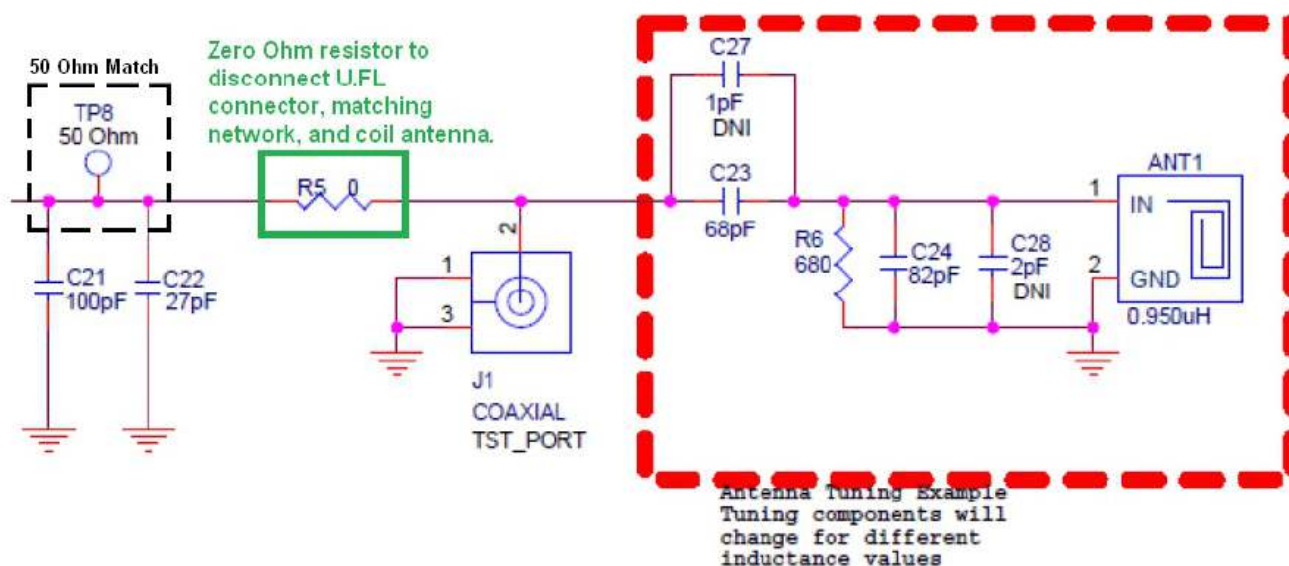 50 Ohm Match
TP8
50 Ohm
Zero Ohm resistor to
disconnect U.FL
connector, matching
network, and coil antenna.
R5 0
C21
100pF
C22
27pF
2
1
3
J1
COAXIAL
TST_PORT
C27
1pF
DNI
C23
68pF
R6
680
C24
82pF
C28
2pF
DNI
ANT1
1
IN
2
GND
0.950uH
Antenna Tuning Example
Tuning components will
change for different
inductance values